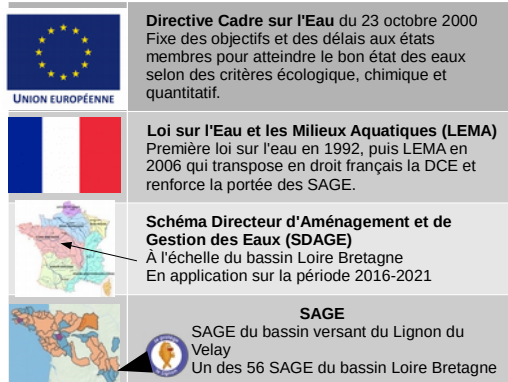 UNION EUROPÉENNE
Directive Cadre sur l'Eau du 23 octobre 2000
Fixe des objectifs et des délais aux états
membres pour atteindre le bon état des eaux
selon des critères écologique, chimique et
quantitatif.
Loi sur l'Eau et les Milieux Aquatiques (LEMA)
Première loi sur l'eau en 1992, puis LEMA en
2006 qui transpose en droit français la DCE et
renforce la portée des SAGE.
Schéma Directeur d'Aménagement et de
Gestion des Eaux (SDAGE)
À l'échelle du bassin Loire Bretagne
En application sur la période 2016-2021
SAGE
SAGE du bassin versant du Lignon du
Velay
Un des 56 SAGE du bassin Loire Bretagne